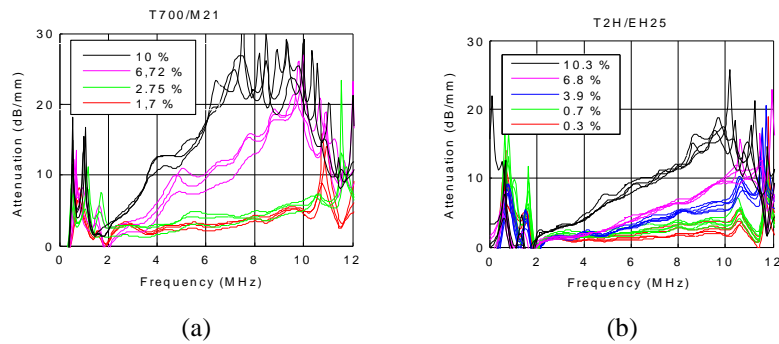 T700/M21
30
20
10
0
Attenuation (dB/mm)
10 %
6,72 %
2.75 %
1,7 %
0 2 4 6 8 10 12
Frequency (MHz)
(a)
T2H/EH25
30
20
10
0
Attenuation (dB/mm)
10.3 %
6.8 %
3.9 %
0.7 %
0.3 %
0 2 4 6 8 10 12
Frequency (MHz)
(b)